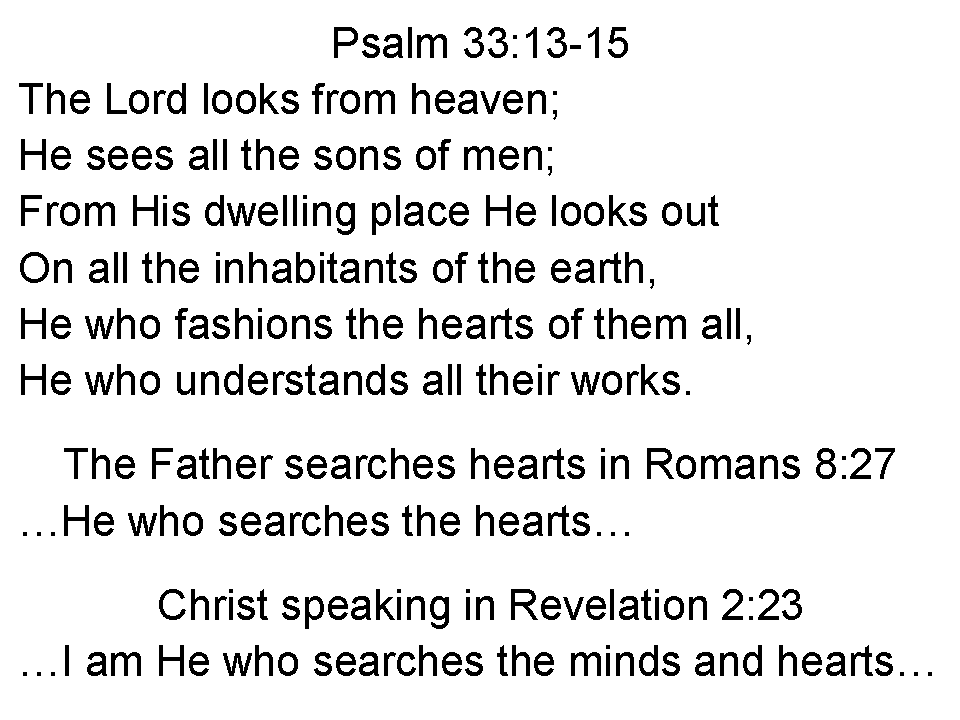 Psalm 33:13-15
The Lord looks from heaven;
He sees all the sons of men;
From His dwelling place He looks out
On all the inhabitants of the earth,
He who fashions the hearts of them all,
He who understands all their works.
The Father searches hearts in Romans 8:27
…He who searches the hearts…
Christ speaking in Revelation 2:23
…I am He who searches the minds and hearts…